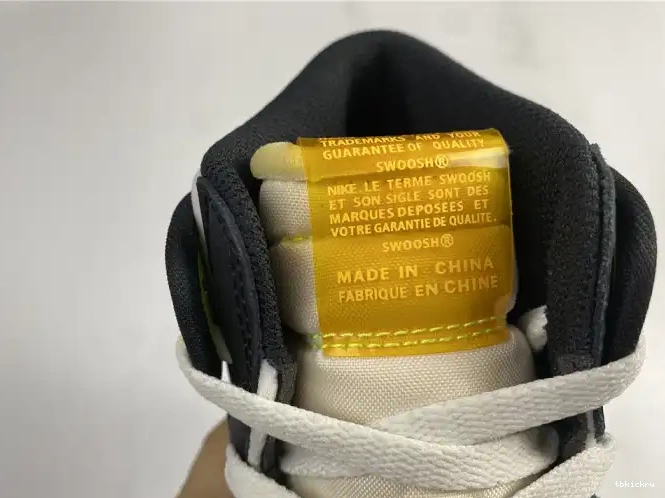 TRADEMARKS AND YOUR
GUARANTEE OF QUALITY
SWOOSH®
NIKE. LE TERME SWOOSH
ET SON SIGLE SONT DES
MARQUES DEPOSEES ET
VOTRE GARANTIE DE QUALITE.
SWOOSH®
MADE IN CHINA
FABRIQUE EN CHINE
tbkickru